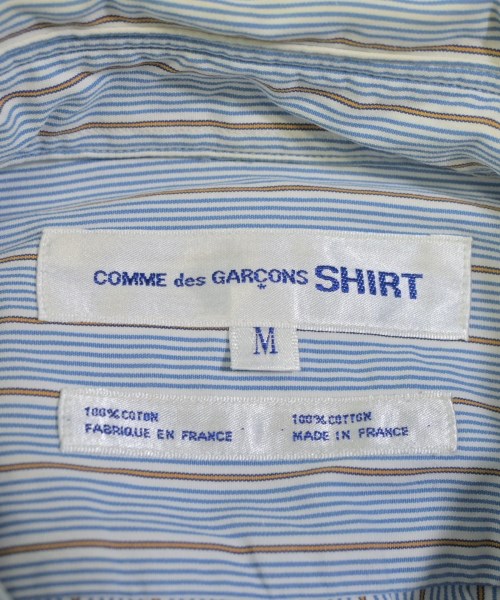 COMME des GARÇONS SHIRT
M
100% COTON 100% COTTON
FABRIQUE EN FRANCE MADE IN FRANCE